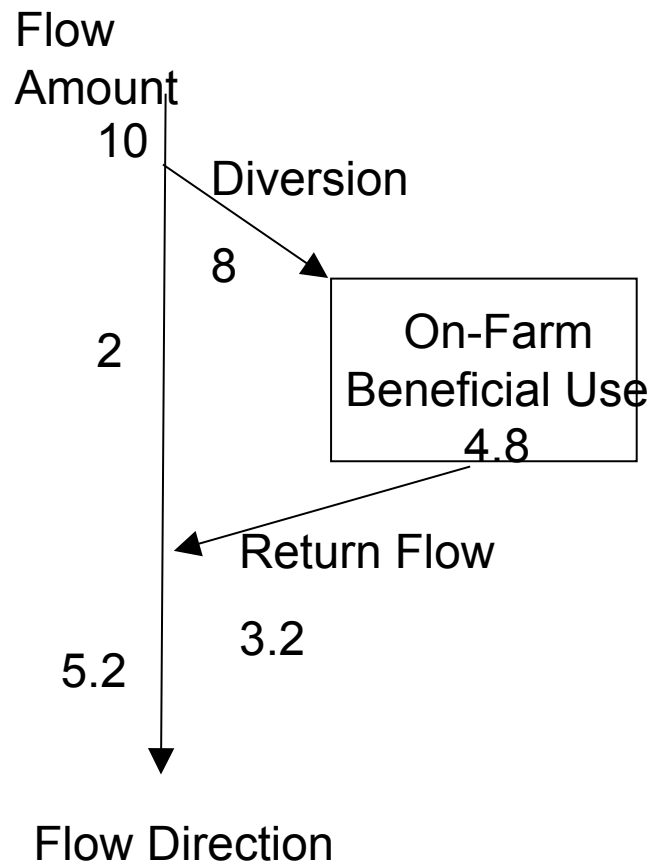 Flow
Amount
10
Diversion
8
2
On-Farm
Beneficial Use
4.8
Return Flow
3.2
5.2
Flow Direction